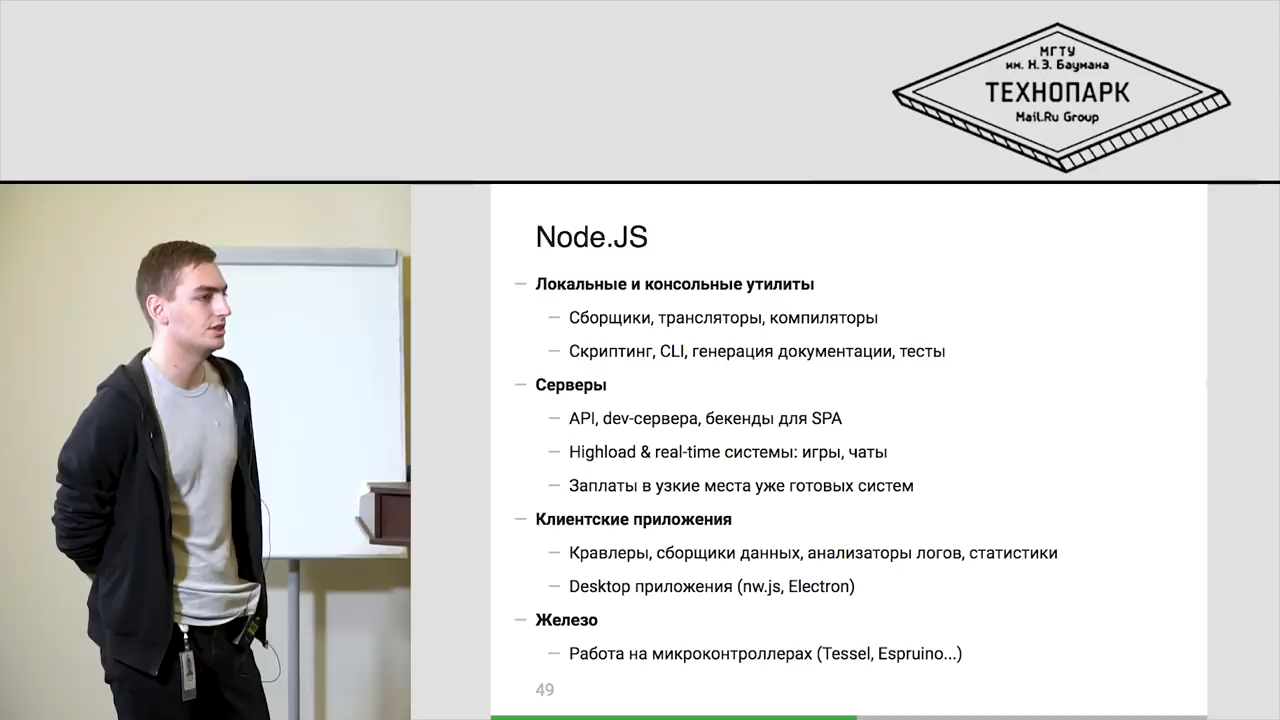 МГТУ
им. Н.Э. Баумана
ТЕХНОПАРК
Mail.Ru Group
Node.JS
— Локальные и консольные утилиты
— Сборщики, трансляторы, компиляторы
— Скриптинг, CLI, генерация документации, тесты
— Серверы
— API, dev-сервера, бекенды для SPA
— Highload & real-time системы: игры, чаты
— Заплаты в узкие места уже готовых систем
— Клиентские приложения
— Кравлеры, сборщики данных, анализаторы логов, статистики
— Desktop приложения (nw.js, Electron)
— Железо
— Работа на микроконтроллерах (Tessel, Espruino...)
49